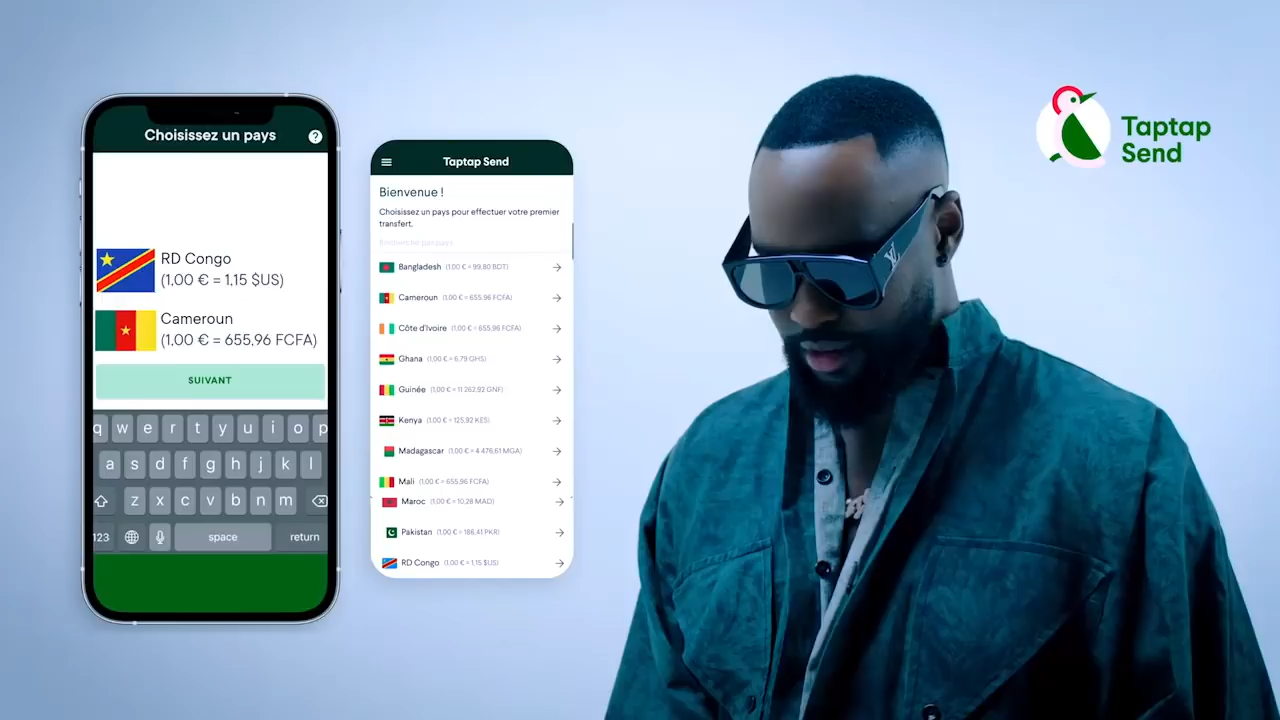 Choisissez un pays
?
RD Congo
(1,00 € = 1,15 $US)
Cameroun
(1,00 € = 655,96 FCFA)
SUIVANT
q w e r t y u i o p
a s d f g h j k l
z x c v b n m
123 space return
Taptap Send
Bienvenue !
Choisissez un pays pour effectuer votre premier
transfert.
Rechercher par pays
Bangladesh (1,00 € = 99,80 BDT)
Cameroun (1,00 € = 655,96 FCFA)
Côte d'Ivoire (1,00 € = 655,96 FCFA)
Ghana (1,00 € = 6,79 GHS)
Guinée (1,00 € = 11 262,92 GNF)
Kenya (1,00 € = 125,92 KES)
Madagascar (1,00 € = 4 476,61 MGA)
Mali (1,00 € = 655,96 FCFA)
Maroc (1,00 € = 10,28 MAD)
Pakistan (1,00 € = 186,41 PKR)
RD Congo (1,00 € = 1,15 $US)
LV
Taptap
Send